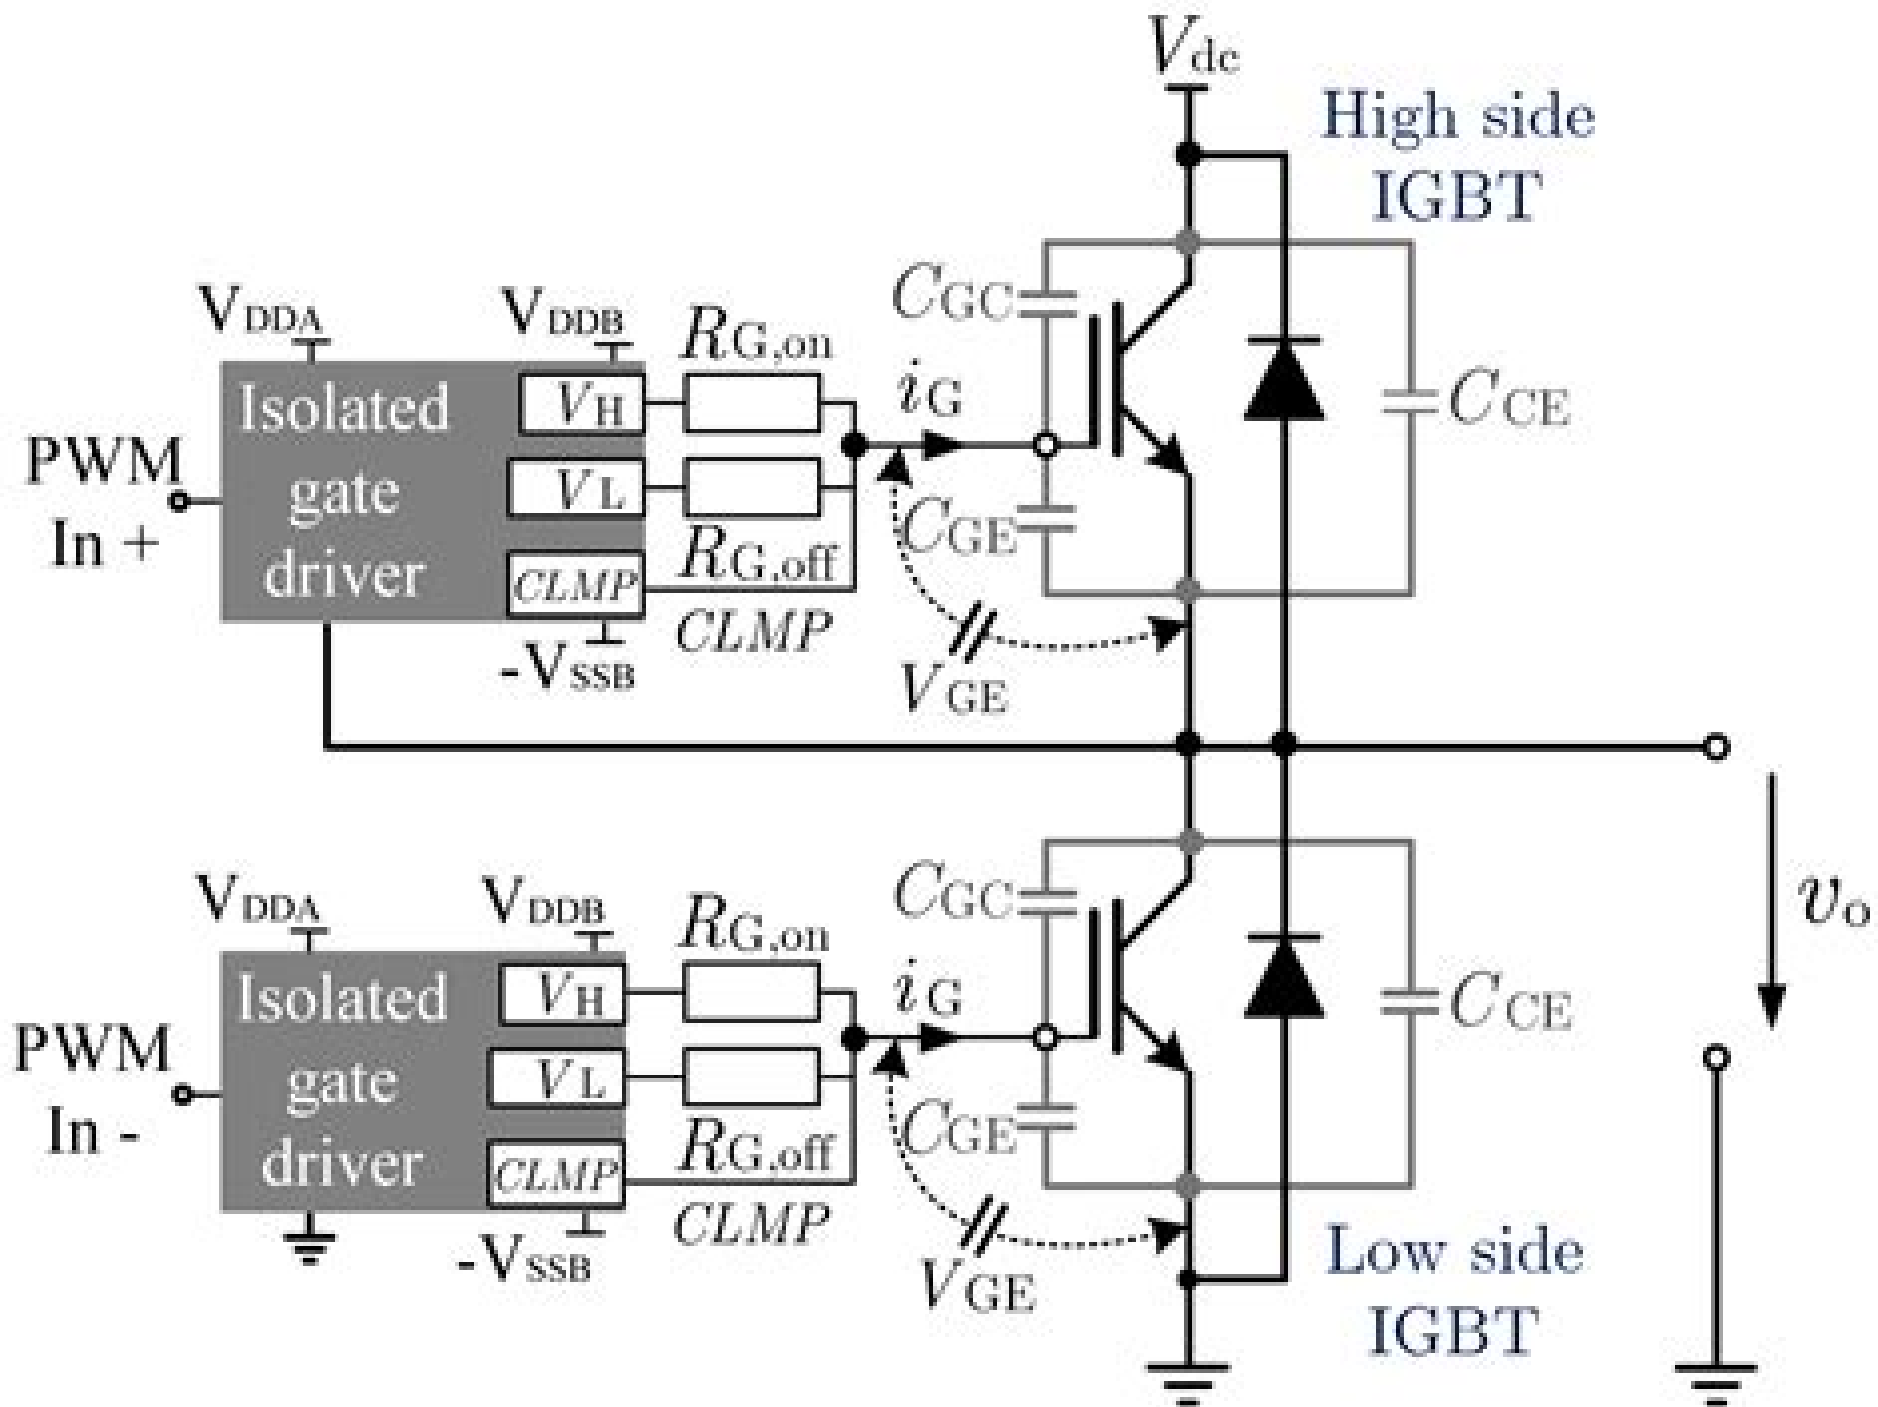 Vdc
High side
IGBT
CGC
VDDA
VDDB
RG,on
Isolated
gate
driver
VH
iG
CCE
PWM
In +
VL
CGE
RG,off
CLMP
CLMP
-VSSB
VGE
vo
CGC
VDDA
VDDB
RG,on
Isolated
gate
driver
VH
iG
CCE
PWM
In -
VL
CGE
RG,off
CLMP
CLMP
-VSSB
VGE
Low side
IGBT